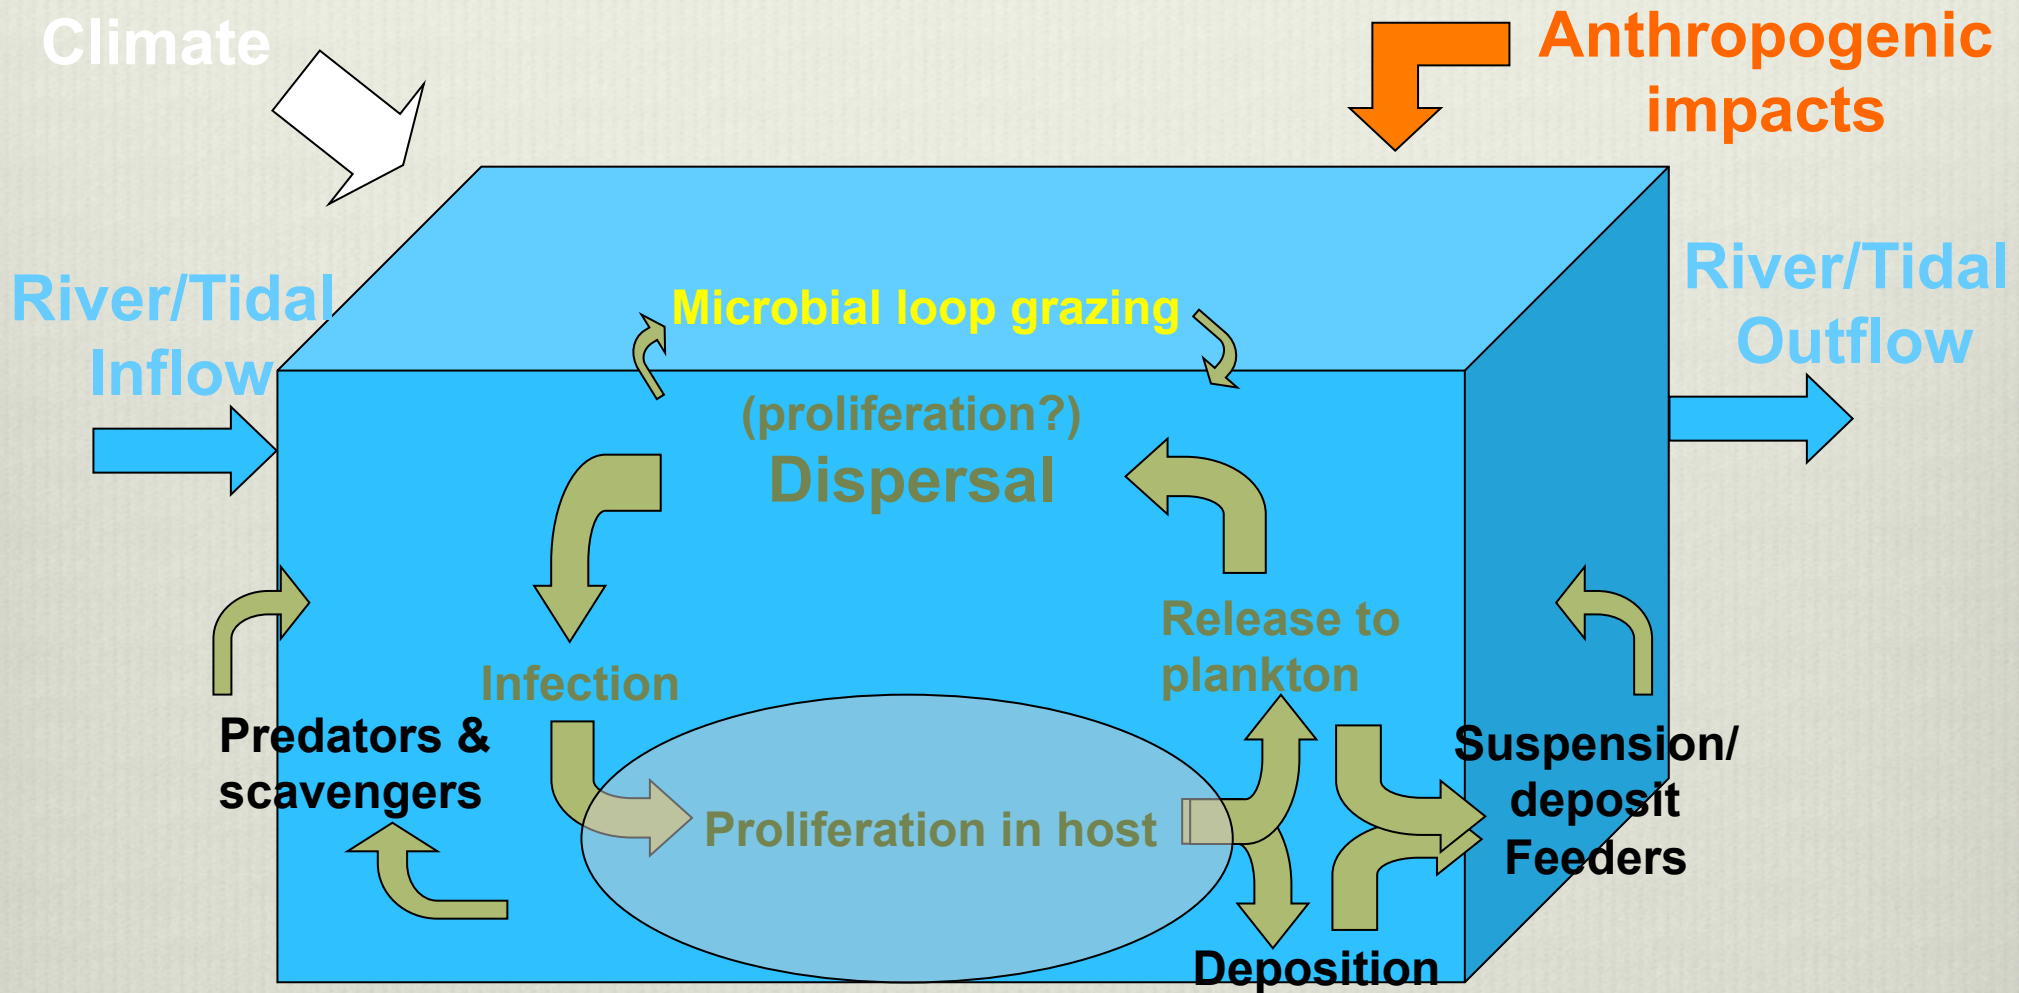 Climate
Anthropogenic
impacts
River/Tidal
Inflow
River/Tidal
Outflow
Microbial loop grazing
(proliferation?)
Dispersal
Release to
plankton
Infection
Predators &
scavengers
Suspension/
deposit
Feeders
Proliferation in host
Deposition